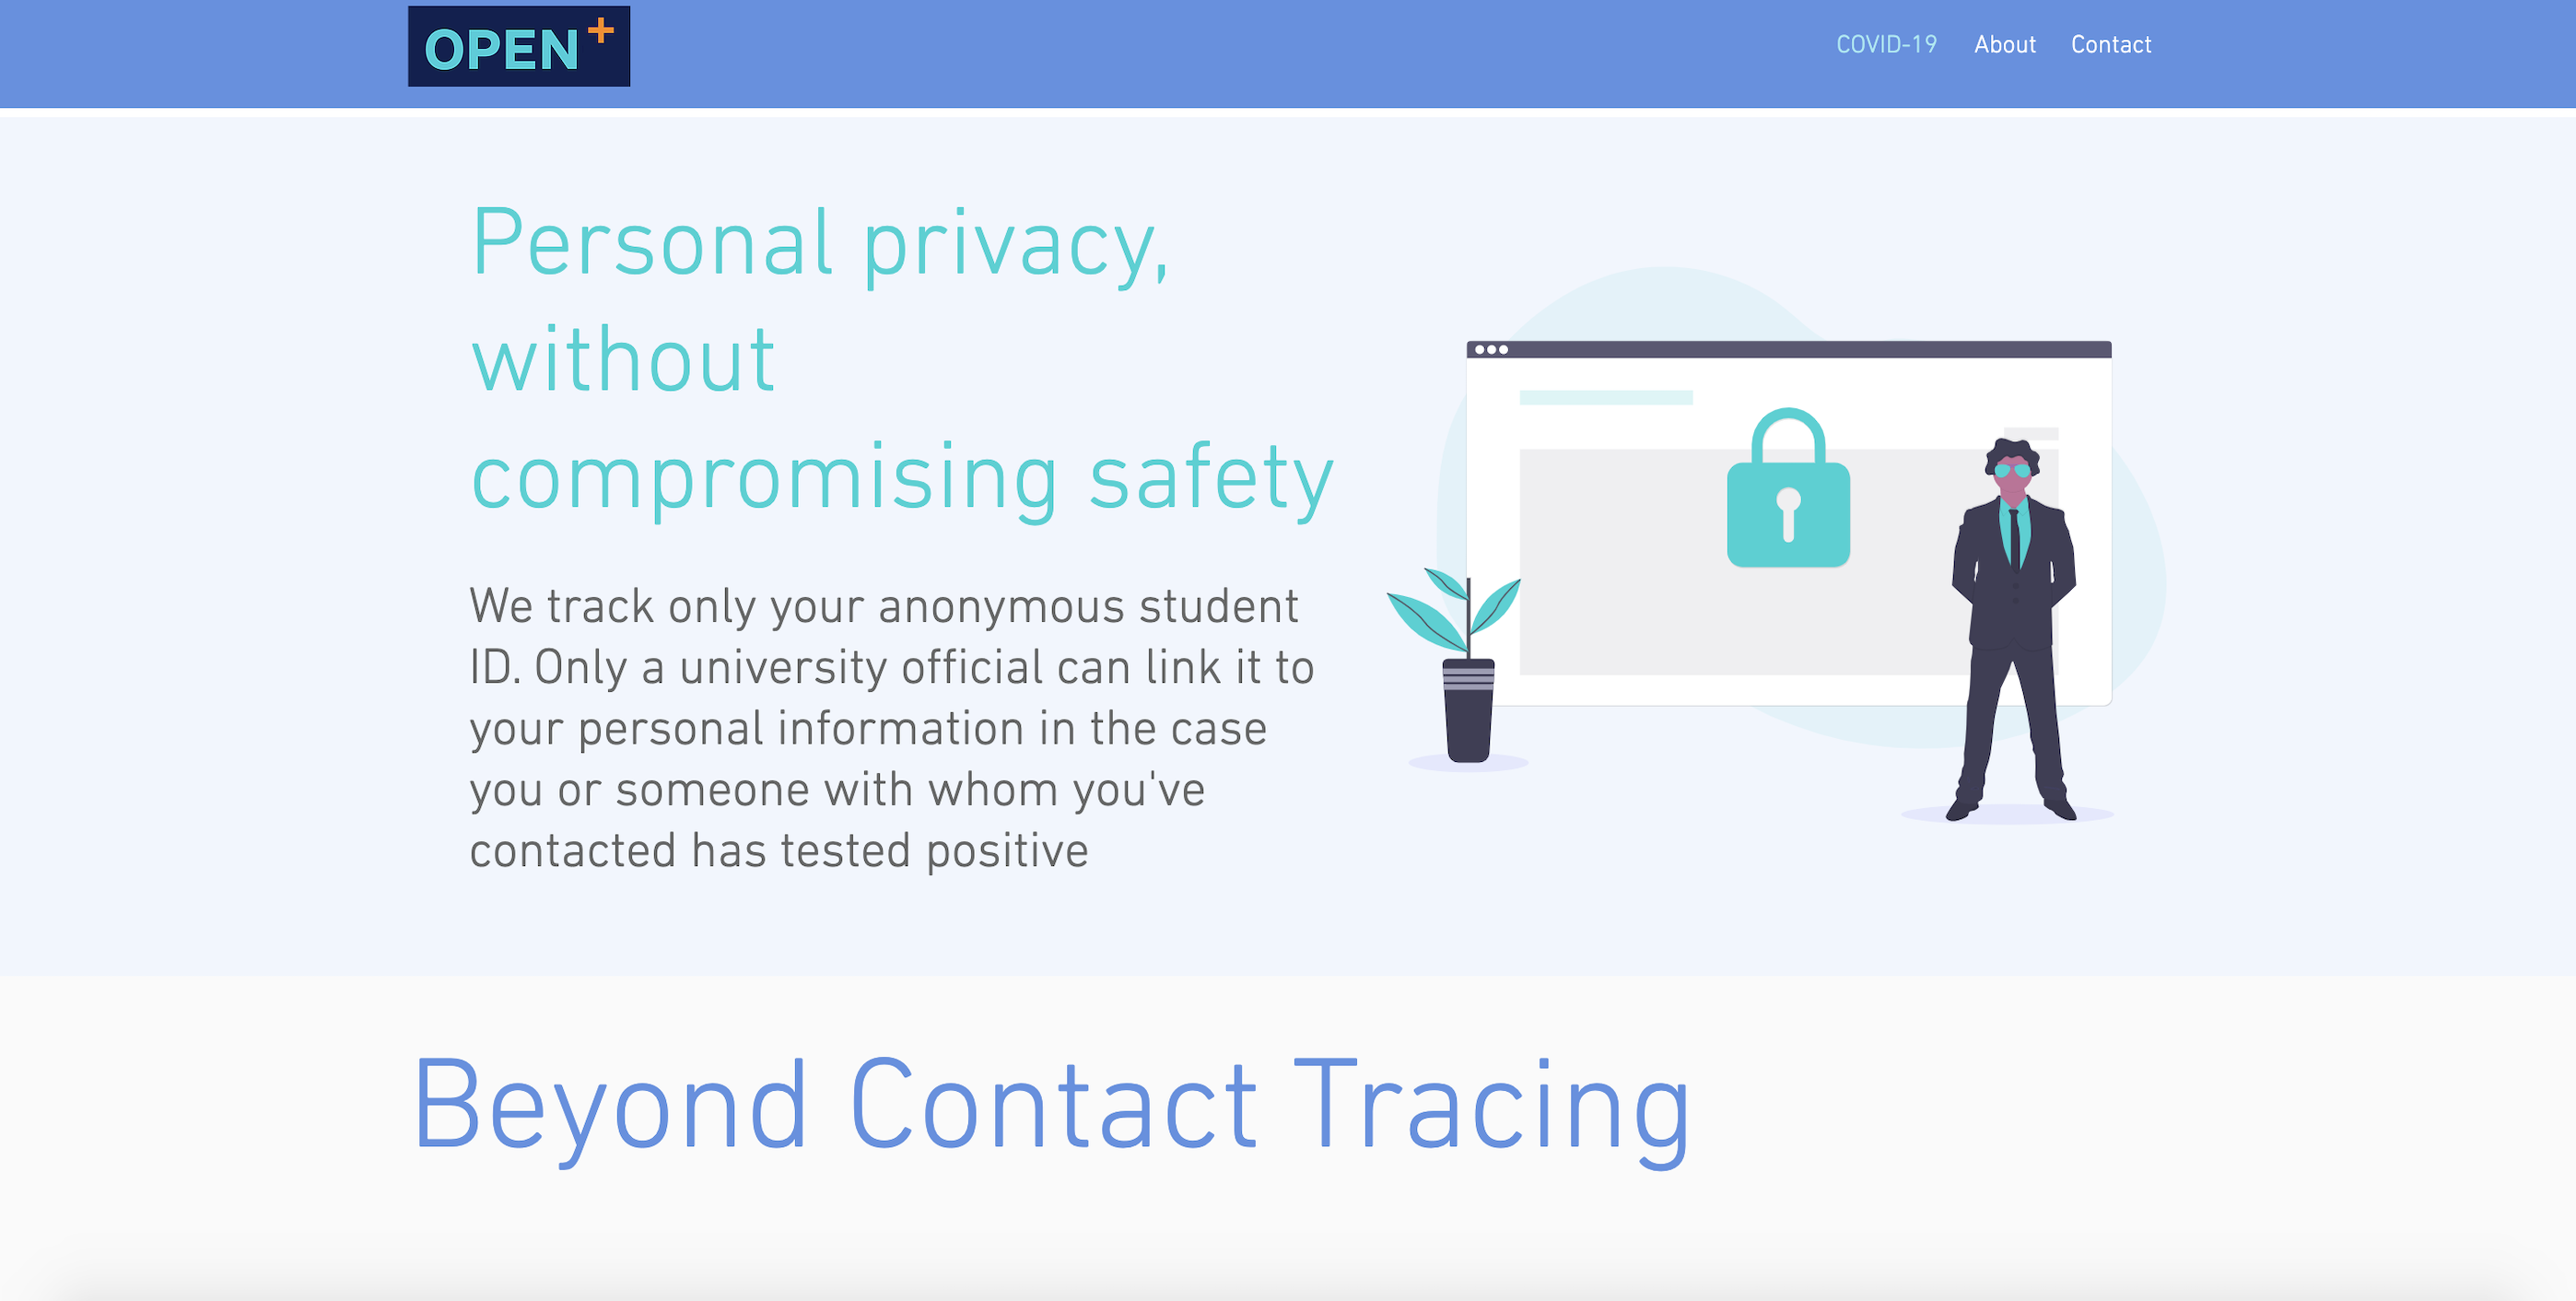 OPEN+
COVID-19 About Contact
Personal privacy,
without
compromising safety
We track only your anonymous student
ID. Only a university official can link it to
your personal information in the case
you or someone with whom you've
contacted has tested positive
Beyond Contact Tracing